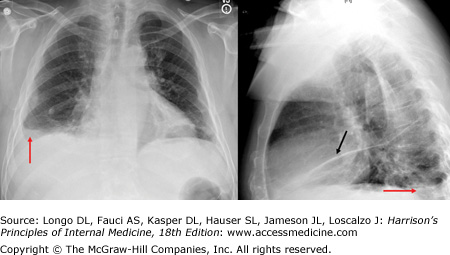 Source: Longo DL, Fauci AS, Kasper DL, Hauser SL, Jameson JL, Loscalzo J: Harrison's
Principles of Internal Medicine, 18th Edition: www.accessmedicine.com
Copyright © The McGraw-Hill Companies, Inc. All rights reserved.